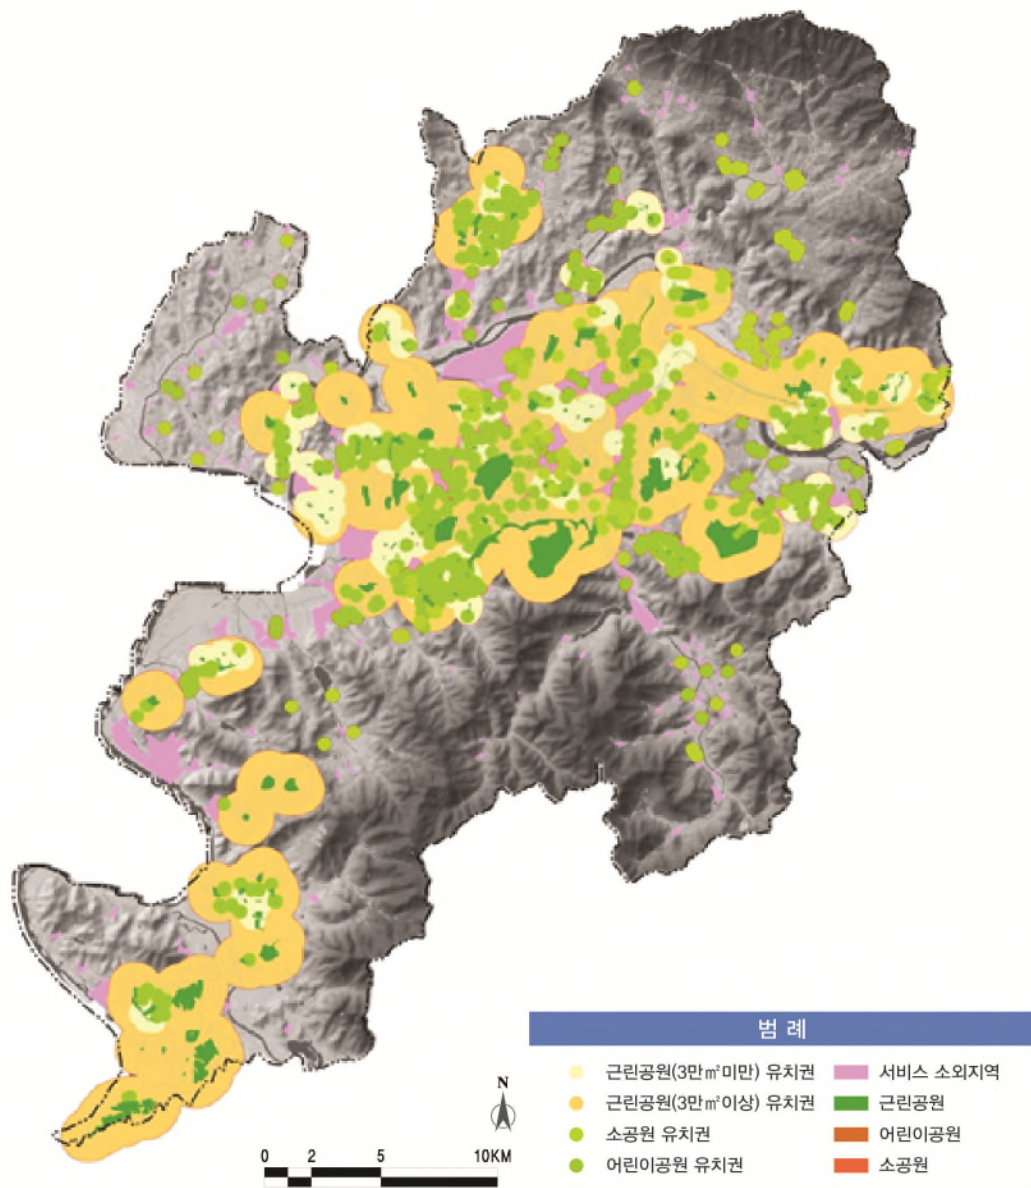 범 례
근린공원(3만㎡미만) 유치권
서비스 소외지역
근린공원(3만㎡이상) 유치권
근린공원
소공원 유치권
어린이공원
어린이공원 유치권
소공원
N
0 2 5 10KM